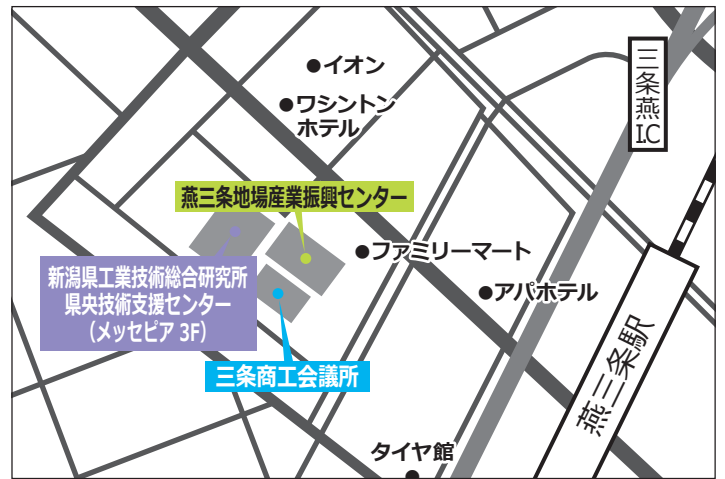 イオン
ワシントン
ホテル
三条燕
I.C
燕三条地場産業振興センター
ファミリーマート
新潟県工業技術総合研究所
県央技術支援センター
（メッセピア 3F）
アパホテル
三条商工会議所
燕三条駅
タイヤ館